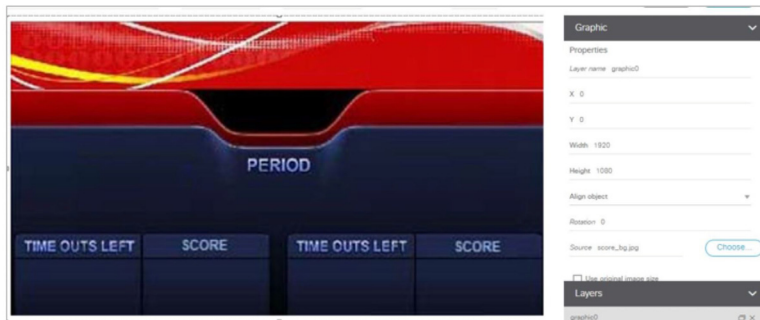 Graphic
Properties
Layer name graphic0
X 0
Y 0
Width 1920
Height 1080
Align object
Rotation 0
Source score_bg.jpg
Choose...
Use original image size
Layers
graphic0
PERIOD
TIME OUTS LEFT SCORE TIME OUTS LEFT SCORE